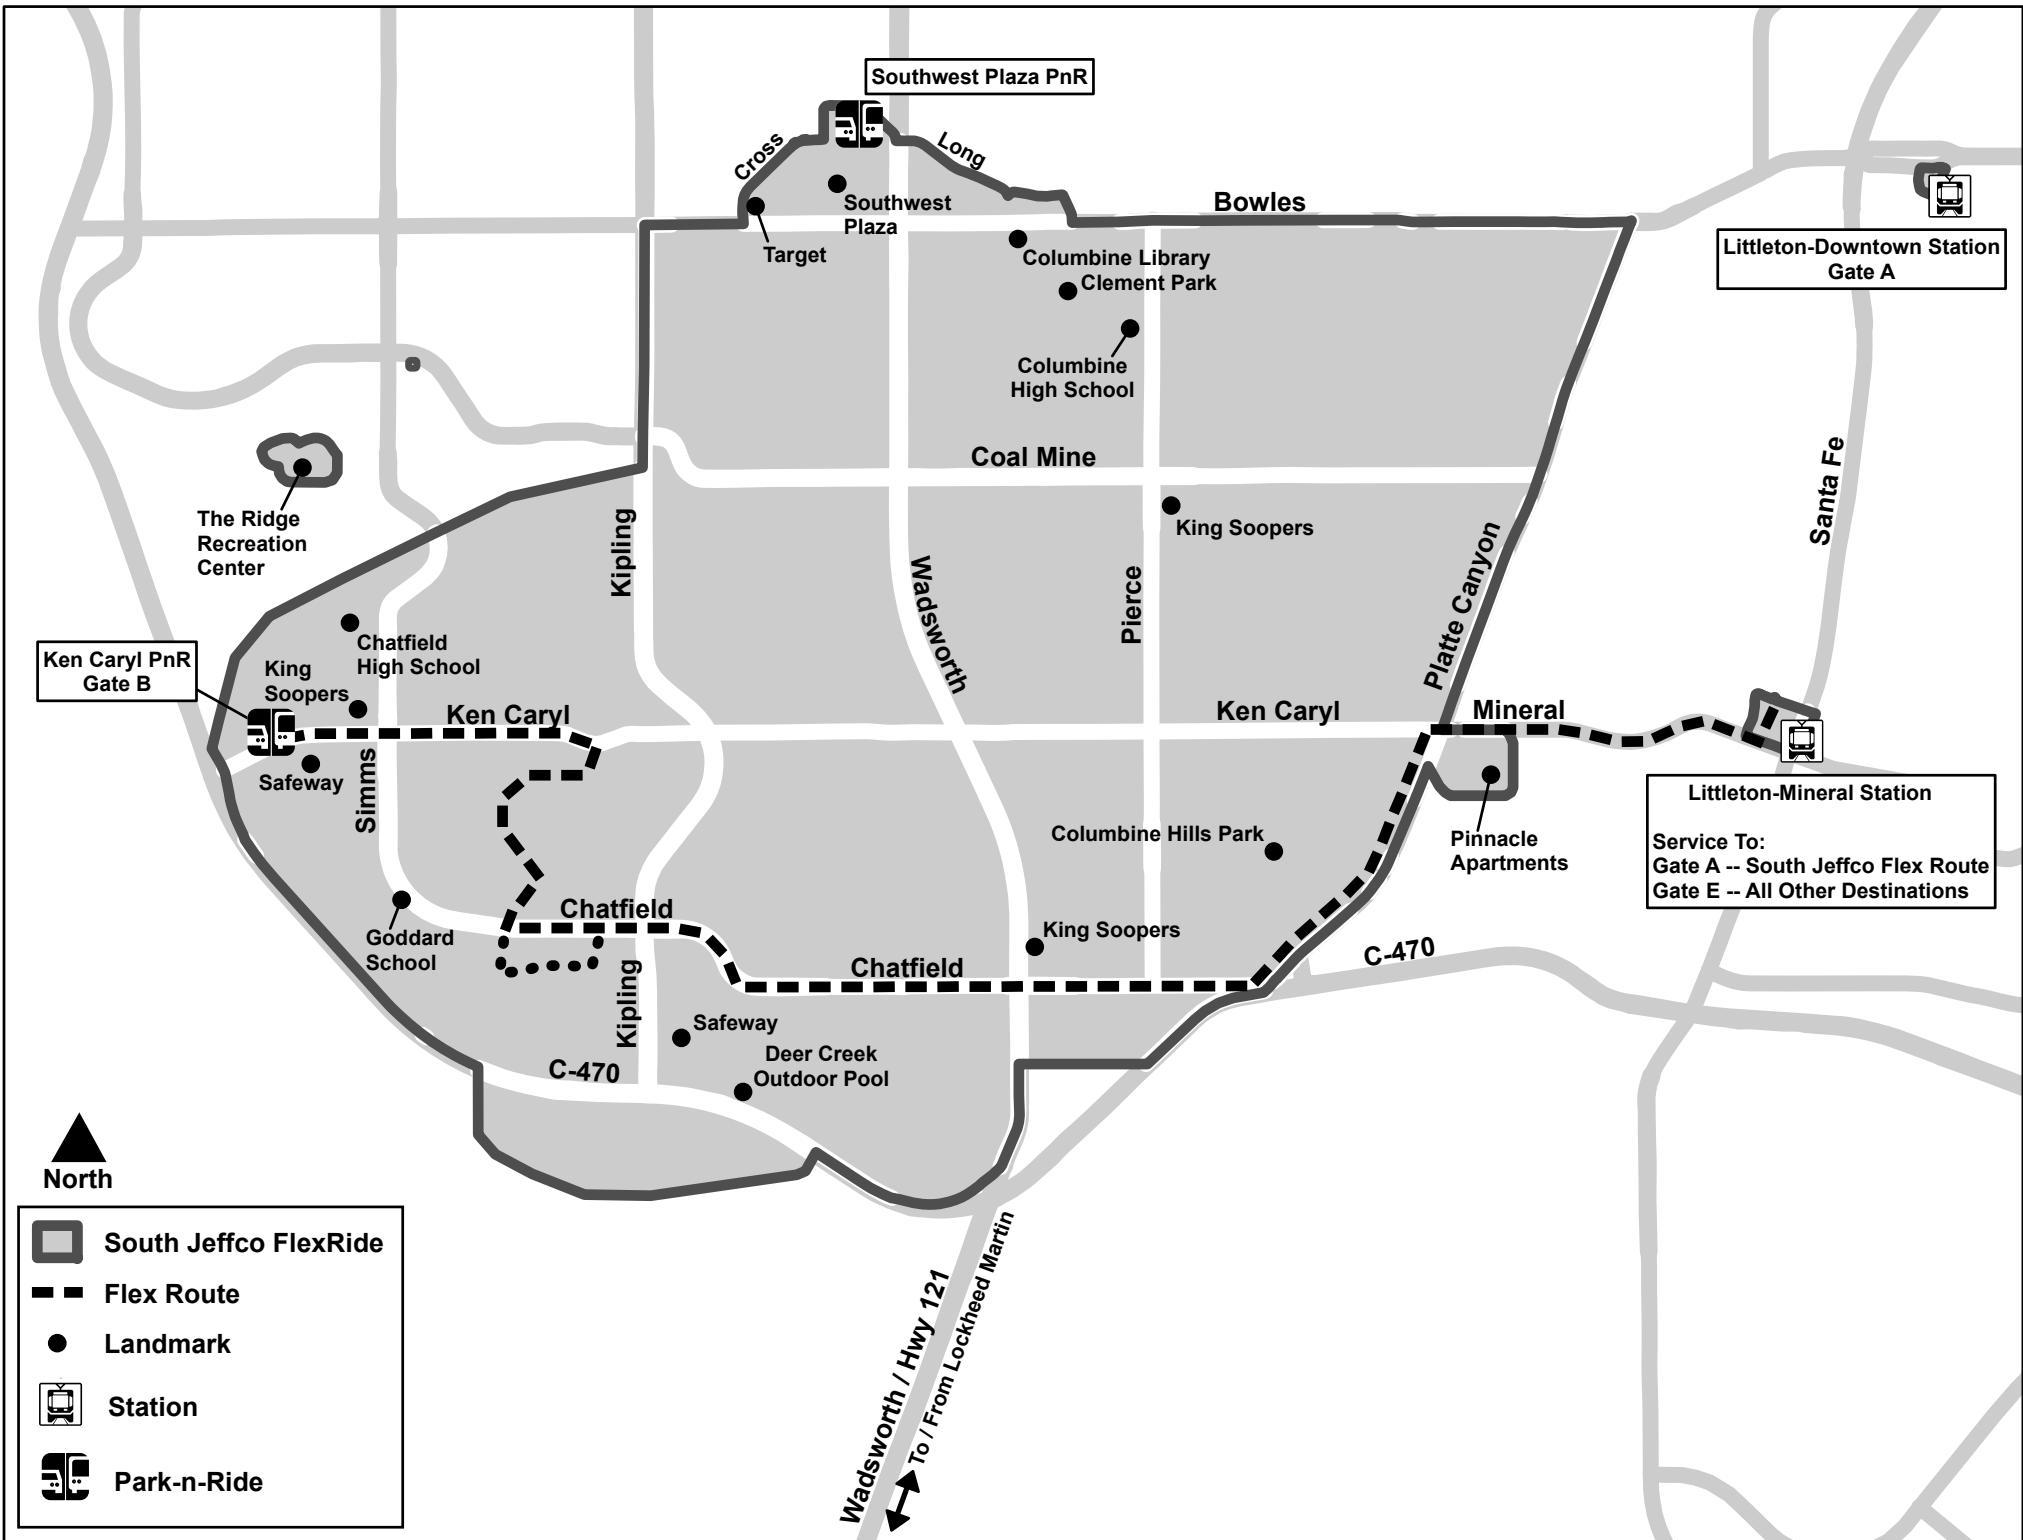 Southwest Plaza PnR
Cross
Long
Southwest
Plaza
Bowles
Target
Littleton-Downtown Station
Gate A
Columbine Library
Clement Park
Columbine
High School
Coal Mine
Santa Fe
The Ridge
Recreation
Center
Kipling
King Soopers
Wadsworth
Pierce
Platte Canyon
Chatfield
High School
Ken Caryl PnR
Gate B
King
Soopers
Ken Caryl
Ken Caryl
Mineral
Safeway
Simms
Littleton-Mineral Station
Service To:
Gate A -- South Jeffco Flex Route
Gate E -- All Other Destinations
Columbine Hills Park
Pinnacle
Apartments
Chatfield
Goddard
School
King Soopers
Chatfield
C-470
Kipling
Safeway
Deer Creek
Outdoor Pool
C-470
North
South Jeffco FlexRide
Flex Route
Landmark
Station
Park-n-Ride
Wadsworth / Hwy 121
To / From Lockheed Martin